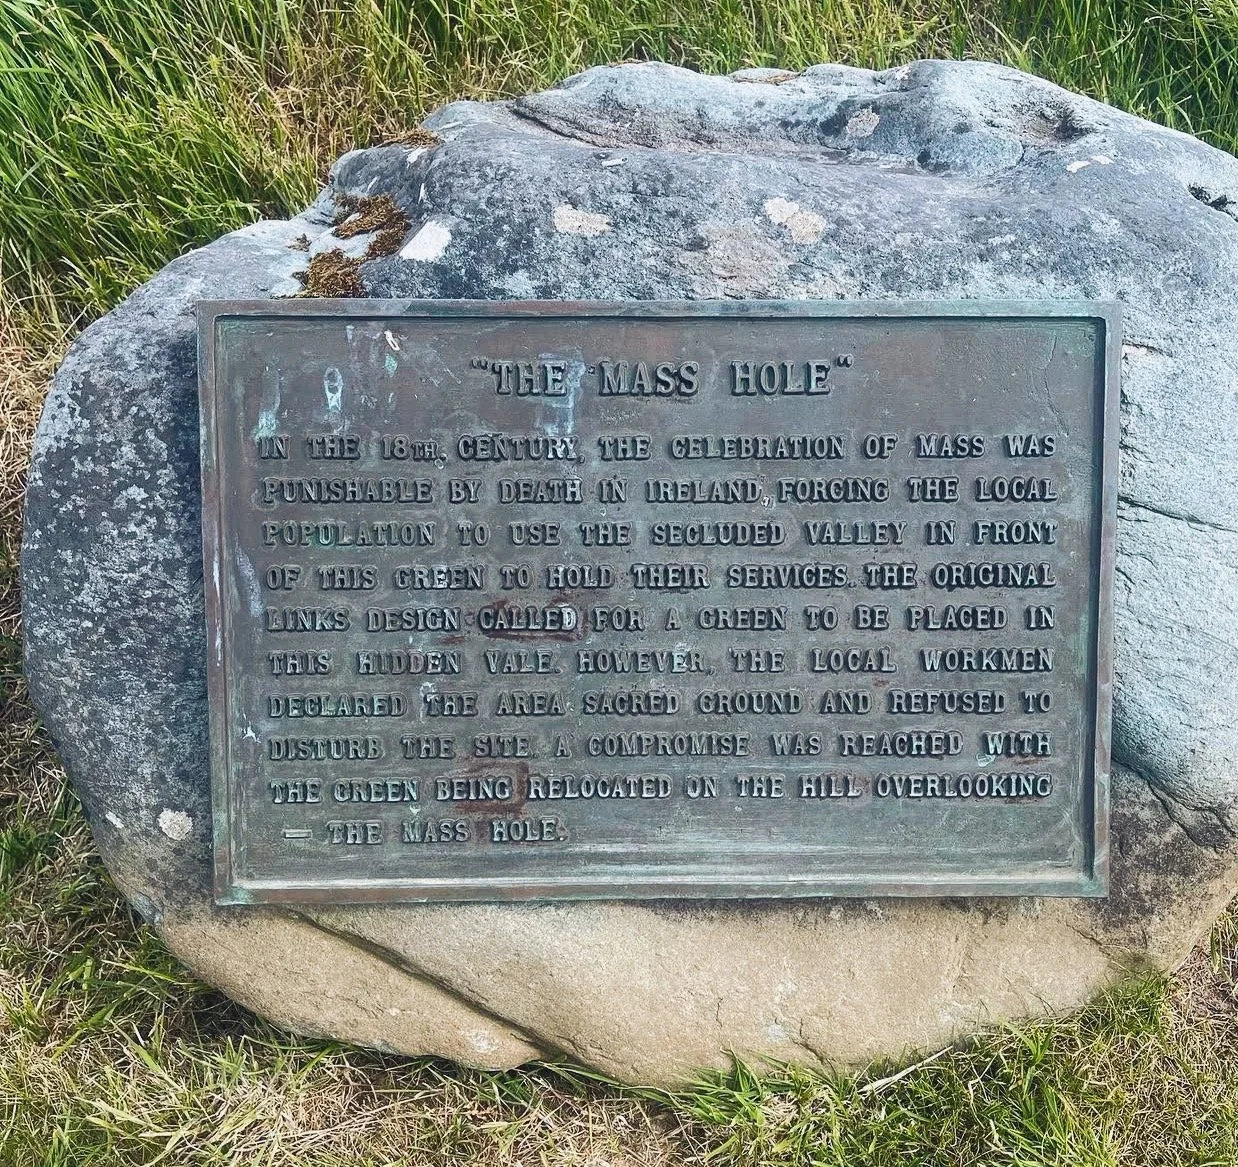 "THE MASS HOLE"
IN THE 18TH. CENTURY, THE CELEBRATION OF MASS WAS
PUNISHABLE BY DEATH IN IRELAND, FORCING THE LOCAL
POPULATION TO USE THE SECLUDED VALLEY IN FRONT
OF THIS GREEN TO HOLD THEIR SERVICES. THE ORIGINAL
LINKS DESIGN CALLED FOR A GREEN TO BE PLACED IN
THIS HIDDEN VALE. HOWEVER, THE LOCAL WORKMEN
DECLARED THE AREA SACRED GROUND AND REFUSED TO
DISTURB THE SITE. A COMPROMISE WAS REACHED WITH
THE GREEN BEING RELOCATED ON THE HILL OVERLOOKING
— THE MASS HOLE.